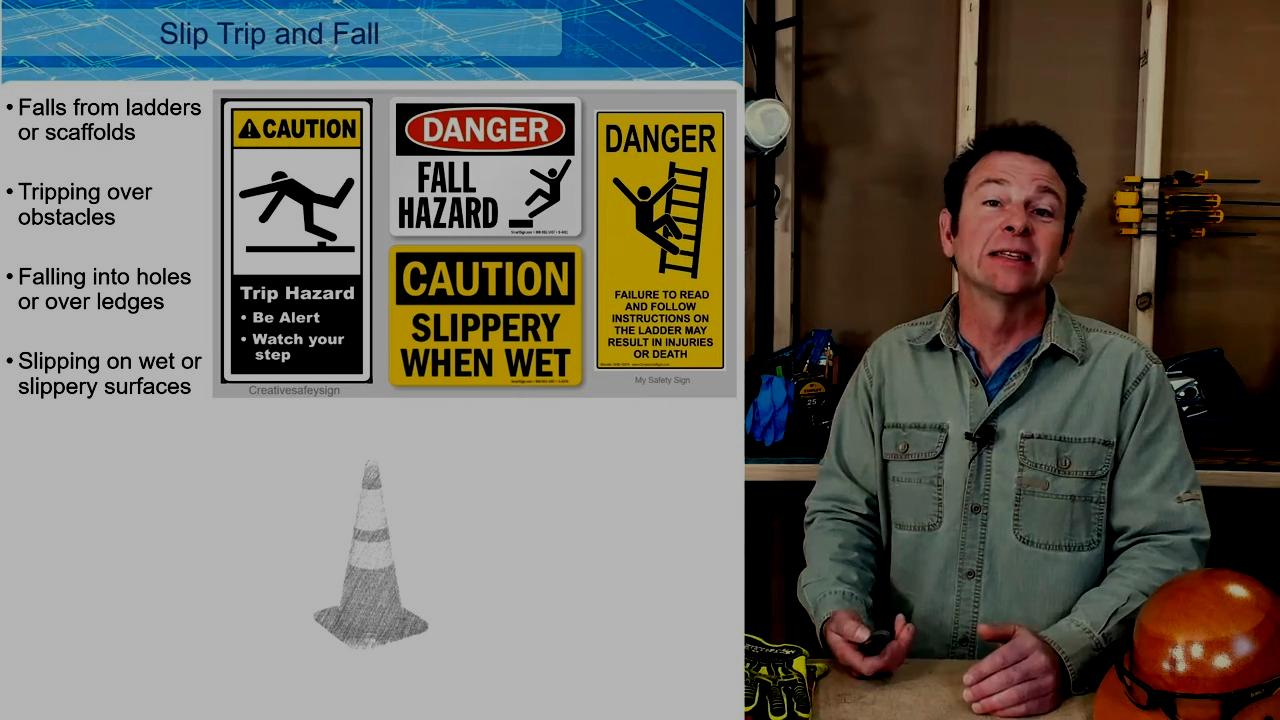 Slip Trip and Fall
• Falls from ladders
or scaffolds
• Tripping over
obstacles
• Falling into holes
or over ledges
• Slipping on wet or
slippery surfaces
CAUTION
Trip Hazard
• Be Alert
• Watch your
step
Creativesafeysign
DANGER
FALL
HAZARD
CAUTION
SLIPPERY
WHEN WET
DANGER
FAILURE TO READ
AND FOLLOW
INSTRUCTIONS ON
THE LADDER MAY
RESULT IN INJURIES
OR DEATH
My Safety Sign
25